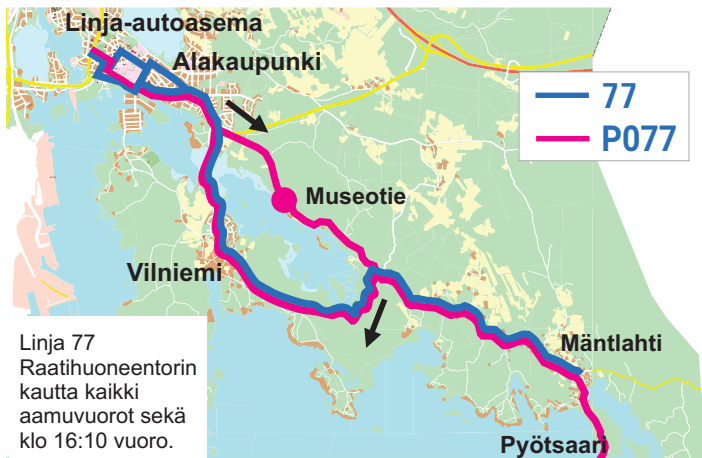 Linja-autoasema
Alakaupunki
77
P077
Museotie
Vilniemi
Mäntlahti
Linja 77
Raatihuoneentorin
kautta kaikki
aamuvuorot sekä
klo 16:10 vuoro.
Pyötsaari